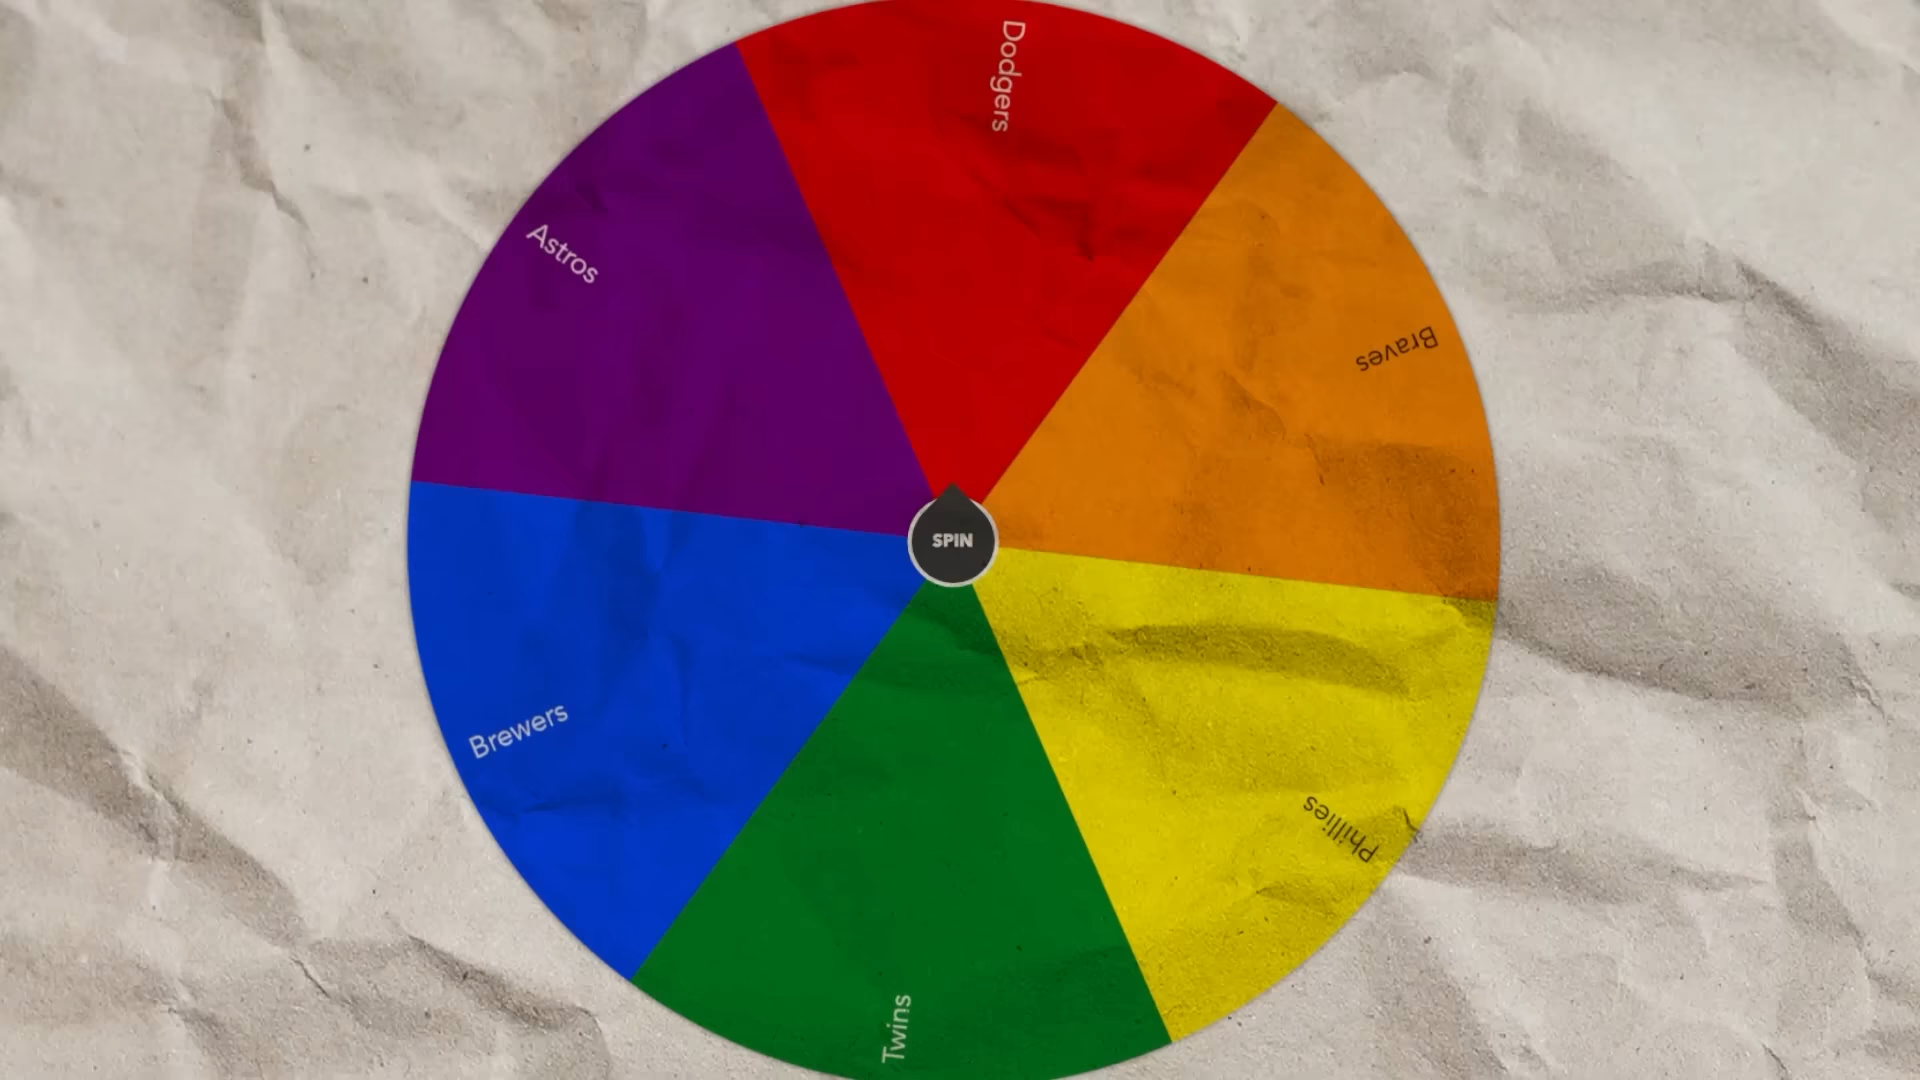 Dodgers
Braves
Phillies
Twins
Brewers
Astros
SPIN